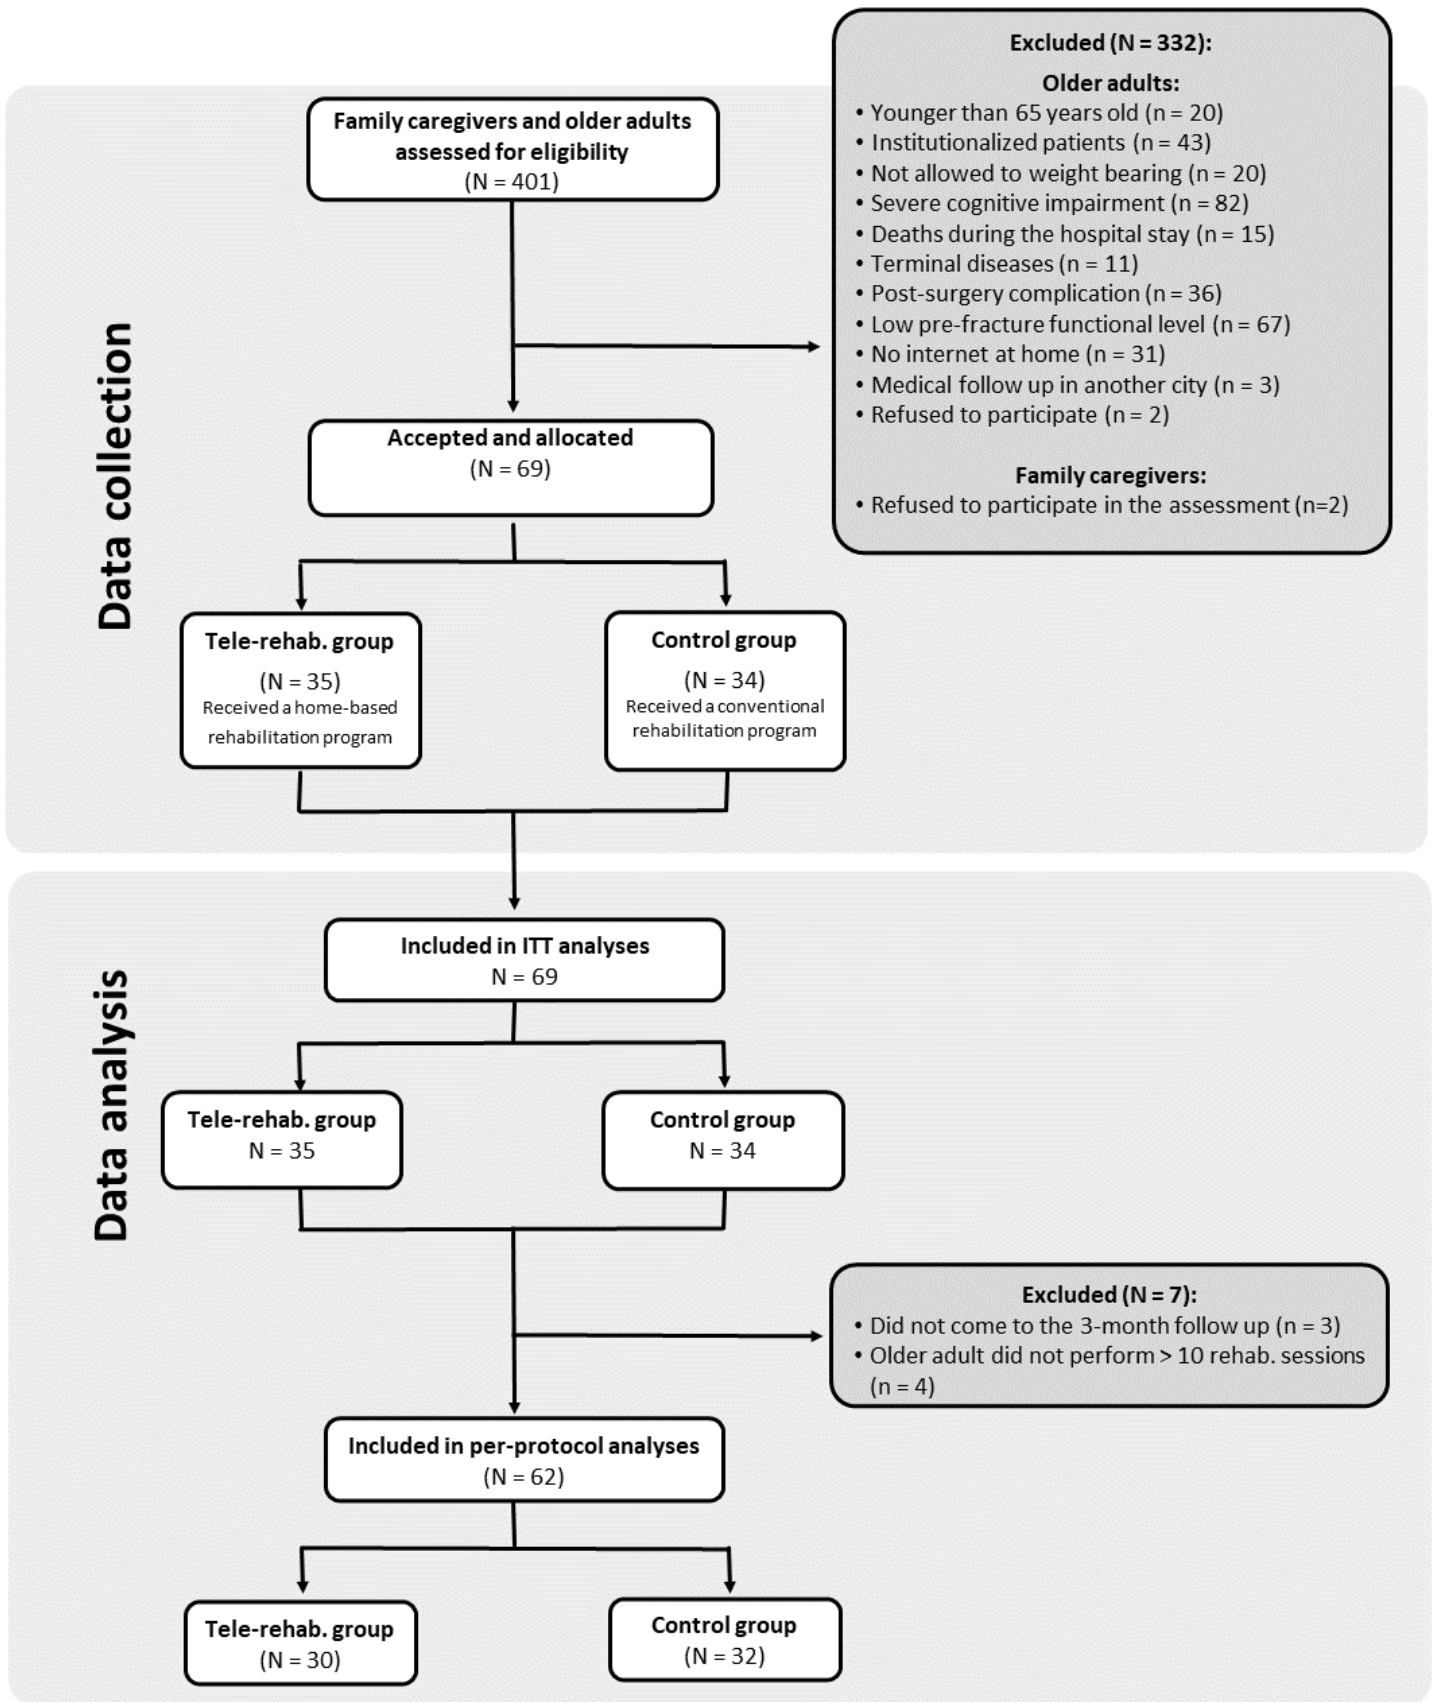 Excluded (N = 332):
Older adults:
• Younger than 65 years old (n = 20)
• Institutionalized patients (n = 43)
• Not allowed to weight bearing (n = 20)
• Severe cognitive impairment (n = 82)
• Deaths during the hospital stay (n = 15)
• Terminal diseases (n = 11)
• Post-surgery complication (n = 36)
• Low pre-fracture functional level (n = 67)
• No internet at home (n = 31)
• Medical follow up in another city (n = 3)
• Refused to participate (n = 2)
Family caregivers:
• Refused to participate in the assessment (n=2)
Data collection
Family caregivers and older adults
assessed for eligibility
(N = 401)
Accepted and allocated
(N = 69)
Tele-rehab. group
(N = 35)
Received a home-based
rehabilitation program
Control group
(N = 34)
Received a conventional
rehabilitation program
Data analysis
Included in ITT analyses
N = 69
Tele-rehab. group
N = 35
Control group
N = 34
Excluded (N = 7):
• Did not come to the 3-month follow up (n = 3)
• Older adult did not perform > 10 rehab. sessions
(n = 4)
Included in per-protocol analyses
(N = 62)
Tele-rehab. group
(N = 30)
Control group
(N = 32)